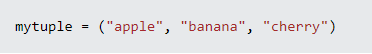 mytuple = ("apple", "banana", "cherry")